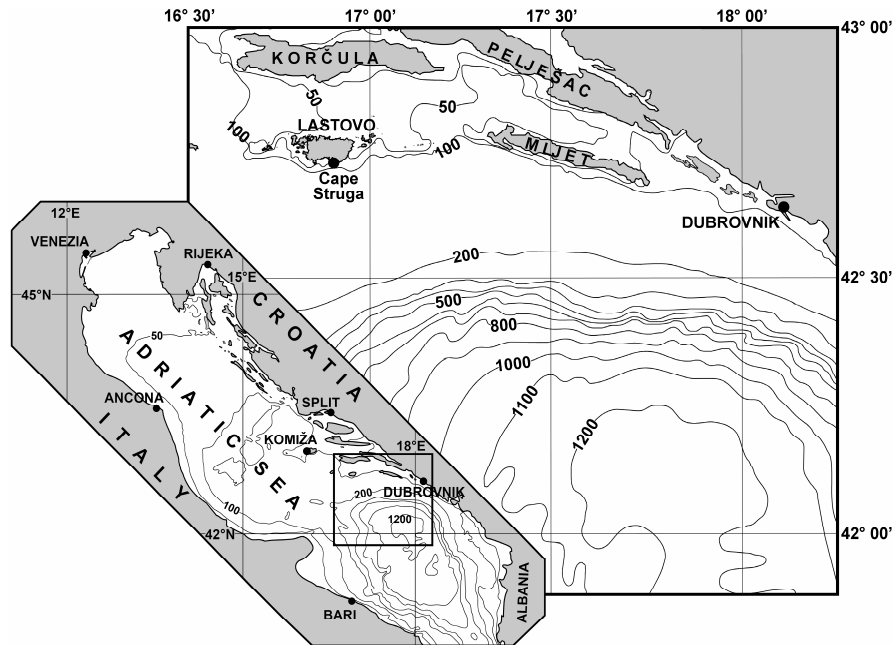 16° 30' 17° 00' 17° 30' 18° 00'
43° 00'
KORČULA
PELJEŠAC
50
50
100
LASTOVO
100
MLJET
Cape
Struga
DUBROVNIK
200
42° 30'
500
800
1000
1100
1200
42° 00'
12°E
VENEZIA
RIJEKA
15°E
45°N
CROATIA
50
ADRIATIC SEA
ANCONA
SPLIT
ITALY
KOMIŽA
18°E
200
DUBROVNIK
100
1200
42°N
ALBANIA
BARI